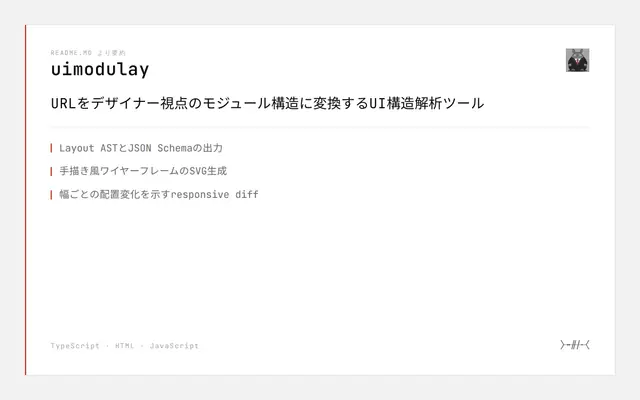 README.MD より要約
uimodulay
URLをデザイナー視点のモジュール構造に変換するUI構造解析ツール
Layout ASTとJSON Schemaの出力
手描き風ワイヤーフレームのSVG生成
幅ごとの配置変化を示すresponsive diff
TypeScript · HTML · JavaScript